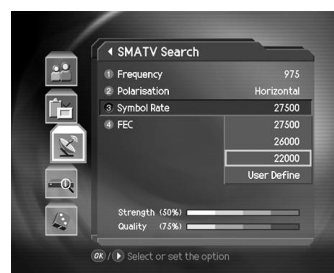 SMATV Search
1 Frequency 975
2 Polarisation Horizontal
3 Symbol Rate 27500
4 FEC 27500
26000
22000
User Define
Strength (50%)
Quality (75%)
OK / Select or set the option